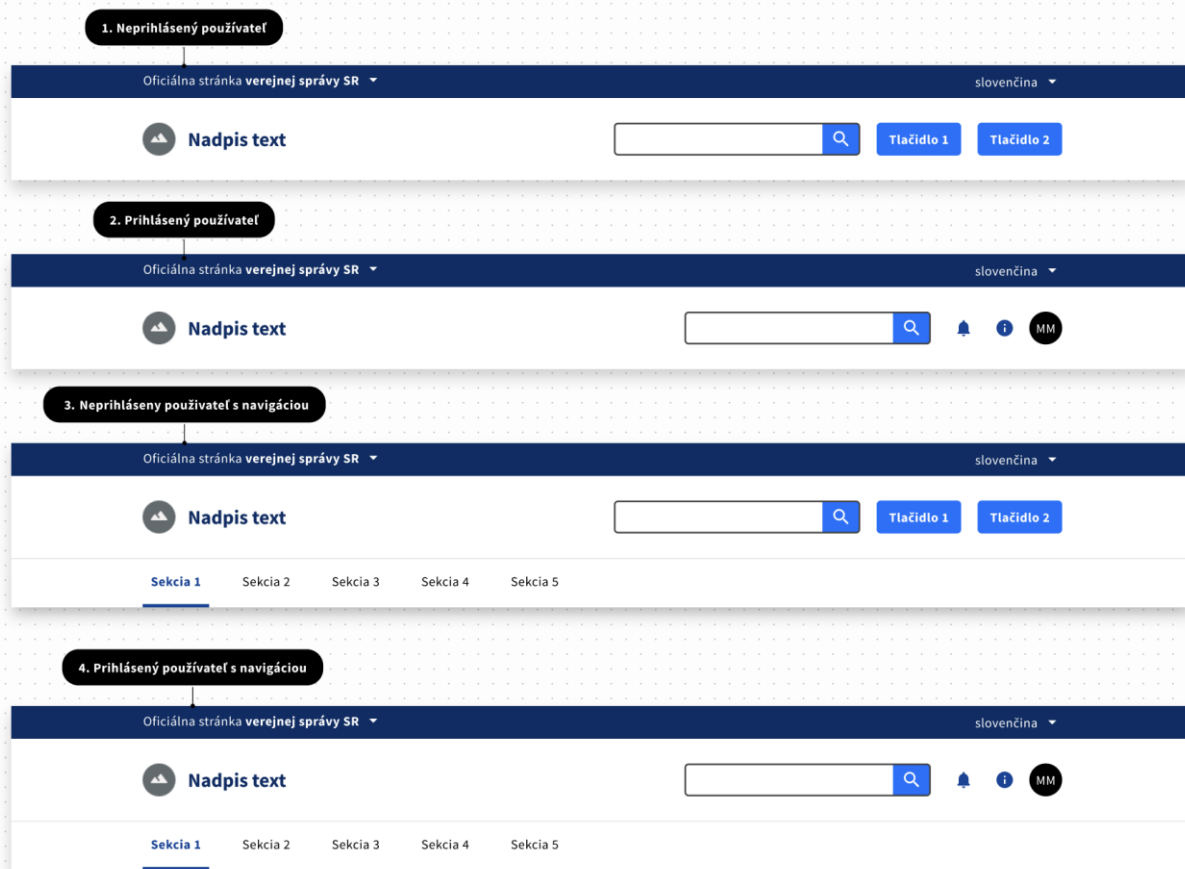 1. Neprihlásený používateľ
Oficiálna stránka verejnej správy SR
slovenčina
Nadpis text
Tlačidlo 1
Tlačidlo 2
2. Prihlásený používateľ
Oficiálna stránka verejnej správy SR
slovenčina
Nadpis text
MM
3. Neprihláseny použivateľ s navigáciou
Oficiálna stránka verejnej správy SR
slovenčina
Nadpis text
Tlačidlo 1
Tlačidlo 2
Sekcia 1
Sekcia 2
Sekcia 3
Sekcia 4
Sekcia 5
4. Prihlásený používateľ s navigáciou
Oficiálna stránka verejnej správy SR
slovenčina
Nadpis text
MM
Sekcia 1
Sekcia 2
Sekcia 3
Sekcia 4
Sekcia 5